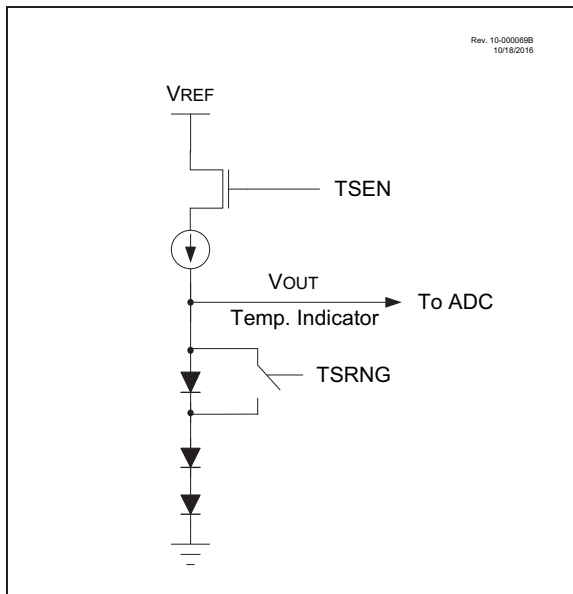 Rev. 10-000069B
10/18/2016
VREF
TSEN
VOUT
Temp. Indicator
To ADC
TSRNG